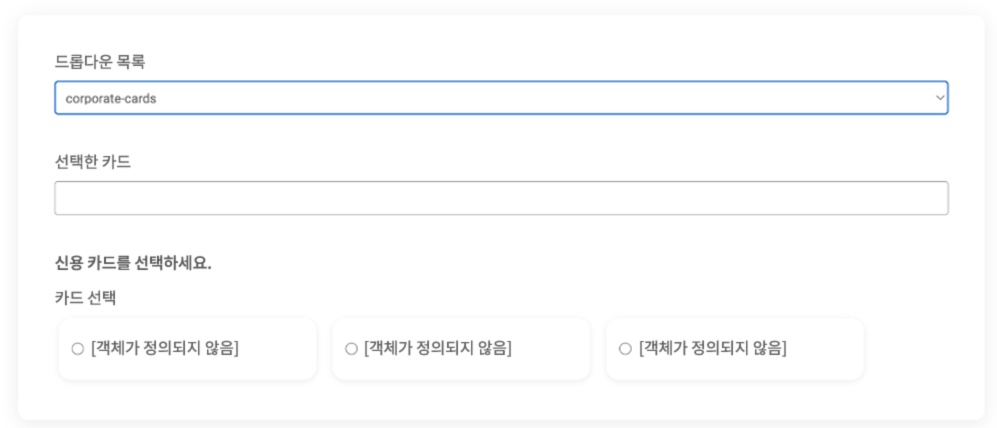 드롭다운 목록
corporate-cards
선택한 카드
신용 카드를 선택하세요.
카드 선택
[객체가 정의되지 않음] [객체가 정의되지 않음] [객체가 정의되지 않음]